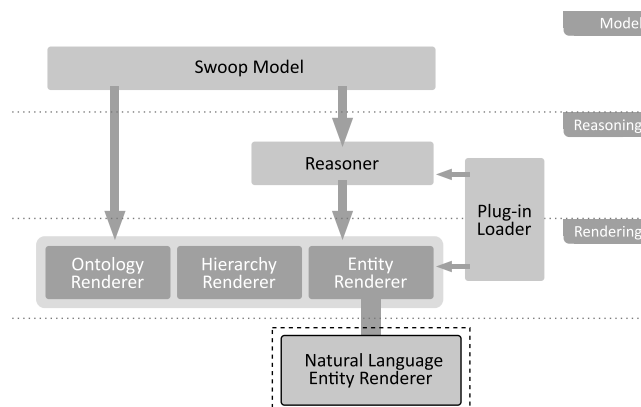 Model
Swoop Model
Reasoning
Reasoner
Plug-in
Loader
Rendering
Ontology
Renderer
Hierarchy
Renderer
Entity
Renderer
Natural Language
Entity Renderer